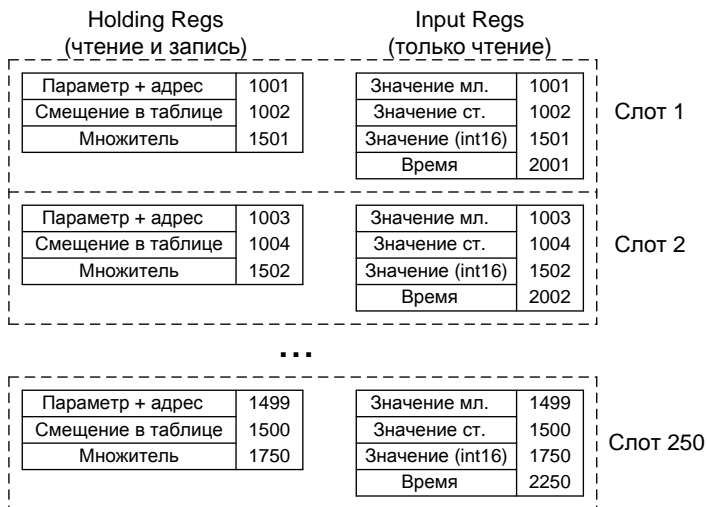 Holding Regs Input Regs
(чтение и запись) (только чтение)
Параметр + адрес 1001 Значение мл. 1001
Смещение в таблице 1002 Значение ст. 1002 Слот 1
Множитель 1501 Значение (int16) 1501
Время 2001
Параметр + адрес 1003 Значение мл. 1003
Смещение в таблице 1004 Значение ст. 1004 Слот 2
Множитель 1502 Значение (int16) 1502
Время 2002
...
Параметр + адрес 1499 Значение мл. 1499
Смещение в таблице 1500 Значение ст. 1500
Множитель 1750 Значение (int16) 1750 Слот 250
Время 2250